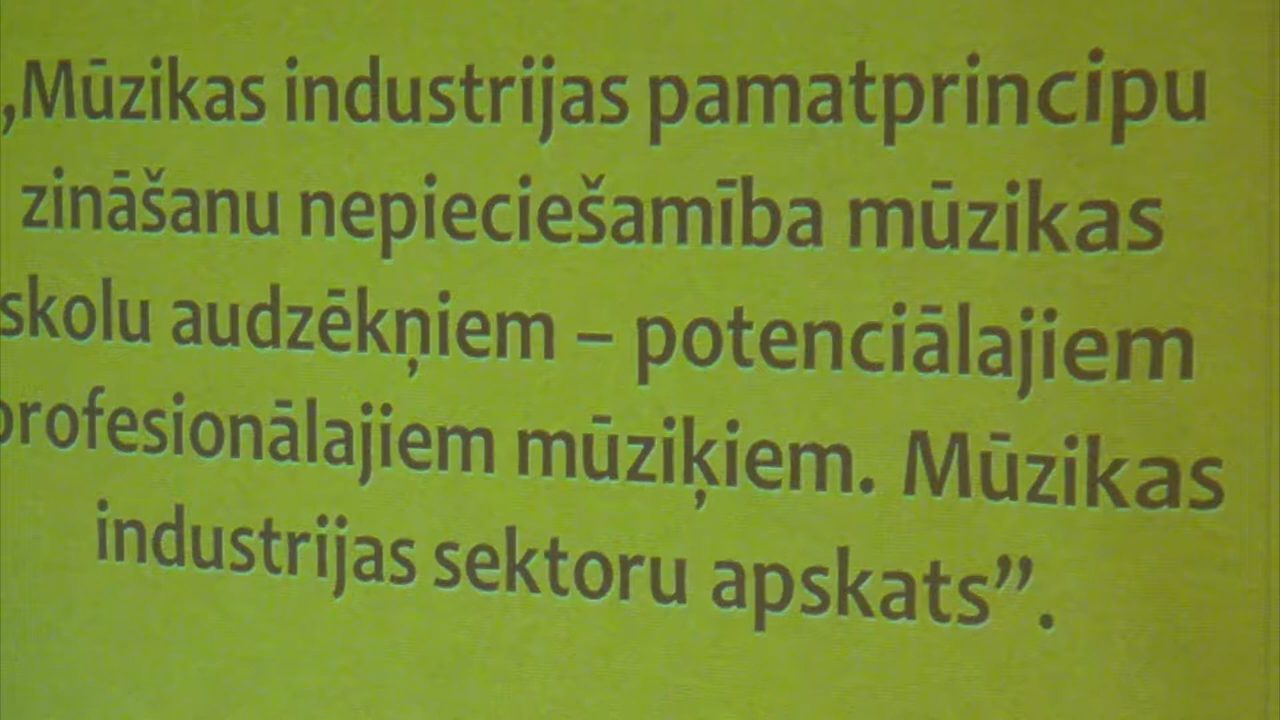 „Mūzikas industrijas pamatprincipu
zināšanu nepieciešamība mūzikas
skolu audzēkņiem – potenciālajiem
profesionālajiem mūziķiem. Mūzikas
industrijas sektoru apskats”.